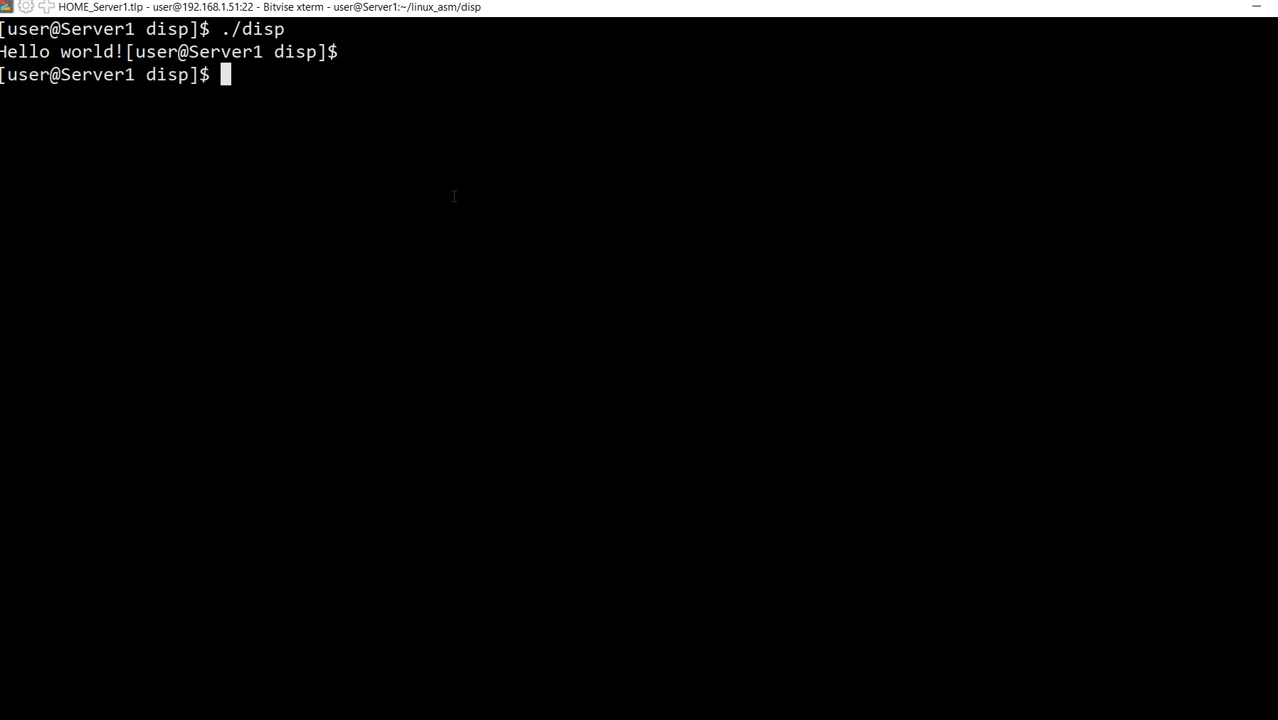 HOME_Server1.tlp - user@192.168.1.51:22 - Bitvise xterm - user@Server1:~/linux_asm/disp
[user@Server1 disp]$ ./disp
Hello world![user@Server1 disp]$
[user@Server1 disp]$